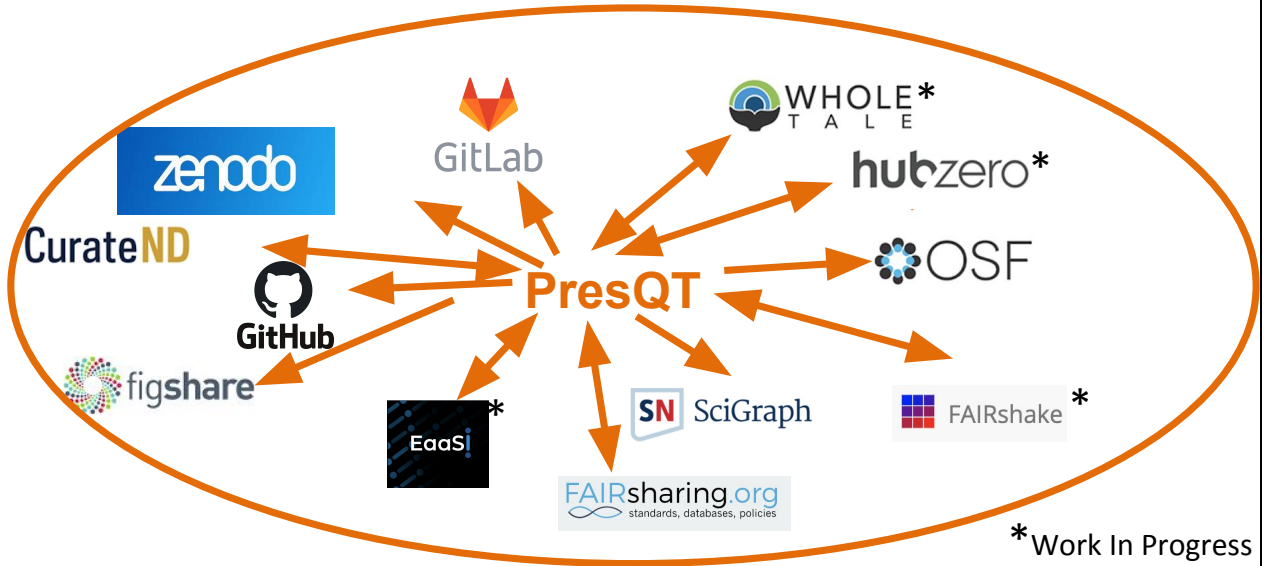 GitLab
WHOLE*
TALE
zenodo
hubzero*
CurateND
OSF
PresQT
GitHub
figshare
SN SciGraph
FAIRshake *
EaaSI *
FAIRsharing.org
standards, databases, policies
*Work In Progress